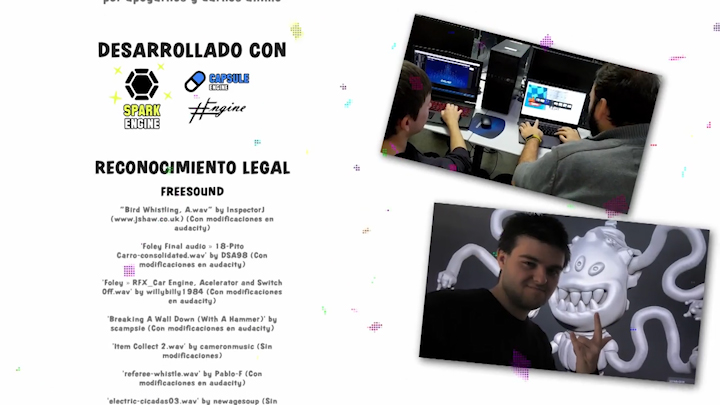 por apoyarnos y darnos ánimo
DESARROLLADO CON
SPARK
ENGINE
CAPSULE
ENGINE
#Engine
RECONOCIMIENTO LEGAL
FREESOUND
"Bird Whistling, A.wav" by InspectorJ
(www.jshaw.co.uk) (Con modificaciones en
audacity)
'Foley Final audio - 18-Pito
Carro-consolidated.wav' by DSA98 (Con
modificaciones en audacity)
'Foley - RFX_Car Engine, Acelerator and Switch
Off.wav' by willybilly1984 (Con modificaciones
en audacity)
'Breaking A Wall Down (With A Hammer)' by
scampsie (Con modificaciones en audacity)
'Item Collect 2.wav' by cameronmusic (Sin
modificaciones)
'referee-whistle.wav' by Pablo-F (Con
modificaciones en audacity)
'electric-cicadas03.wav' by newagesoup (Sin